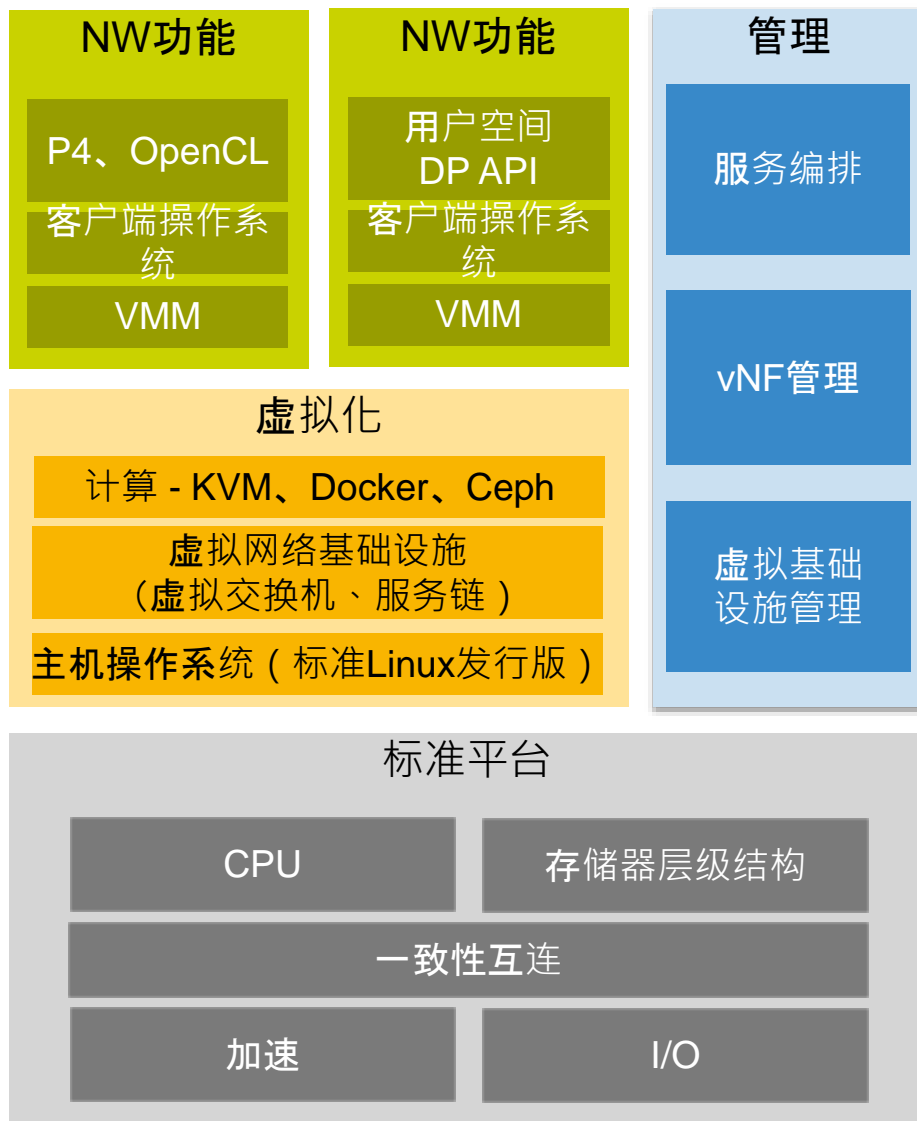 NW功能
P4、OpenCL
客户端操作系
统
VMM
NW功能
用户空间
DP API
客户端操作系
统
VMM
管理
服务编排
vNF管理
虚拟基础
设施管理
虚拟化
计算 - KVM、Docker、Ceph
虚拟网络基础设施
（虚拟交换机、服务链）
主机操作系统（标准Linux发行版）
标准平台
CPU
存储器层级结构
一致性互连
加速
I/O